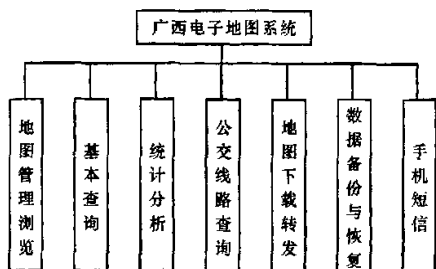 广西电子地图系统
地图管理浏览
基本查询
统计分析
公交线路查询
地图下载转发
数据备份与恢复
手机短信